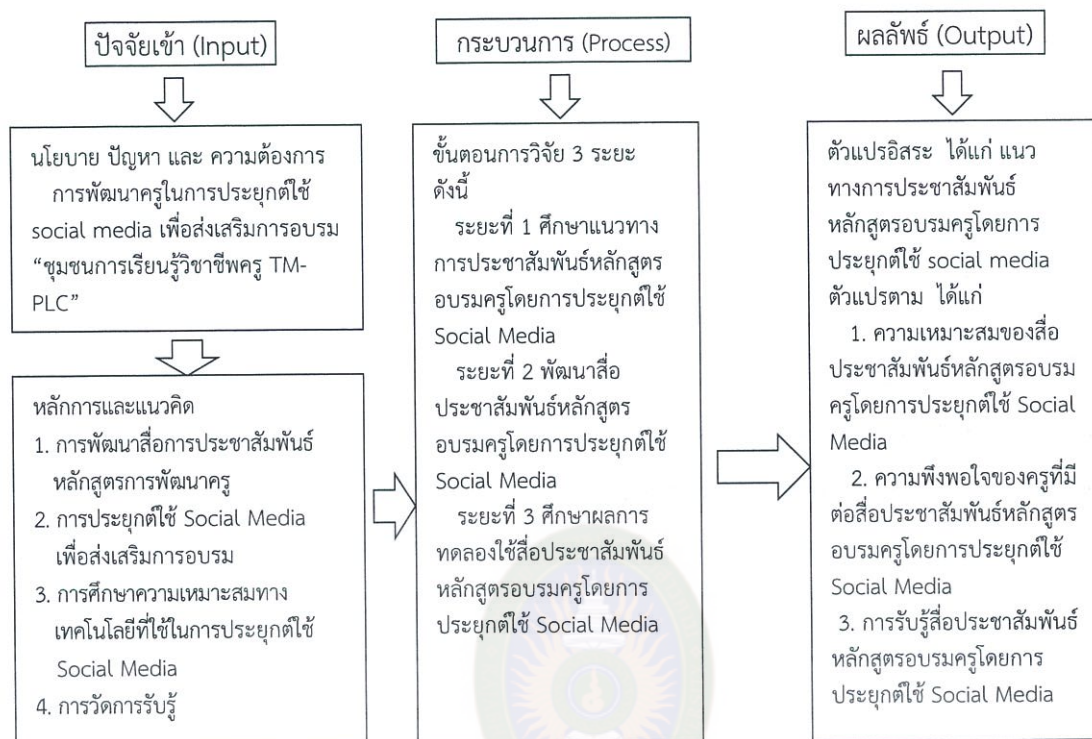 ปัจจัยเข้า (Input)
นโยบาย ปัญหา และ ความต้องการ
การพัฒนาครูในการประยุกต์ใช้
social media เพื่อส่งเสริมการอบรม
“ชุมชนการเรียนรู้วิชาชีพครู TM-
PLC”
หลักการและแนวคิด
1. การพัฒนาสื่อการประชาสัมพันธ์
หลักสูตรการพัฒนาครู
2. การประยุกต์ใช้ Social Media
เพื่อส่งเสริมการอบรม
3. การศึกษาความเหมาะสมทาง
เทคโนโลยีที่ใช้ในการประยุกต์ใช้
Social Media
4. การวัดการรับรู้
กระบวนการ (Process)
ขั้นตอนการวิจัย 3 ระยะ
ดังนี้
ระยะที่ 1 ศึกษาแนวทาง
การประชาสัมพันธ์หลักสูตร
อบรมครูโดยการประยุกต์ใช้
Social Media
ระยะที่ 2 พัฒนาสื่อ
ประชาสัมพันธ์หลักสูตร
อบรมครูโดยการประยุกต์ใช้
Social Media
ระยะที่ 3 ศึกษาผลการ
ทดลองใช้สื่อประชาสัมพันธ์
หลักสูตรอบรมครูโดยการ
ประยุกต์ใช้ Social Media
ผลลัพธ์ (Output)
ตัวแปรอิสระ ได้แก่ แนว
ทางการประชาสัมพันธ์
หลักสูตรอบรมครูโดยการ
ประยุกต์ใช้ social media
ตัวแปรตาม ได้แก่
1. ความเหมาะสมของสื่อ
ประชาสัมพันธ์หลักสูตรอบรม
ครูโดยการประยุกต์ใช้ Social
Media
2. ความพึงพอใจของครูที่มี
ต่อสื่อประชาสัมพันธ์หลักสูตร
อบรมครูโดยการประยุกต์ใช้
Social Media
3. การรับรู้สื่อประชาสัมพันธ์
หลักสูตรอบรมครูโดยการ
ประยุกต์ใช้ Social Media